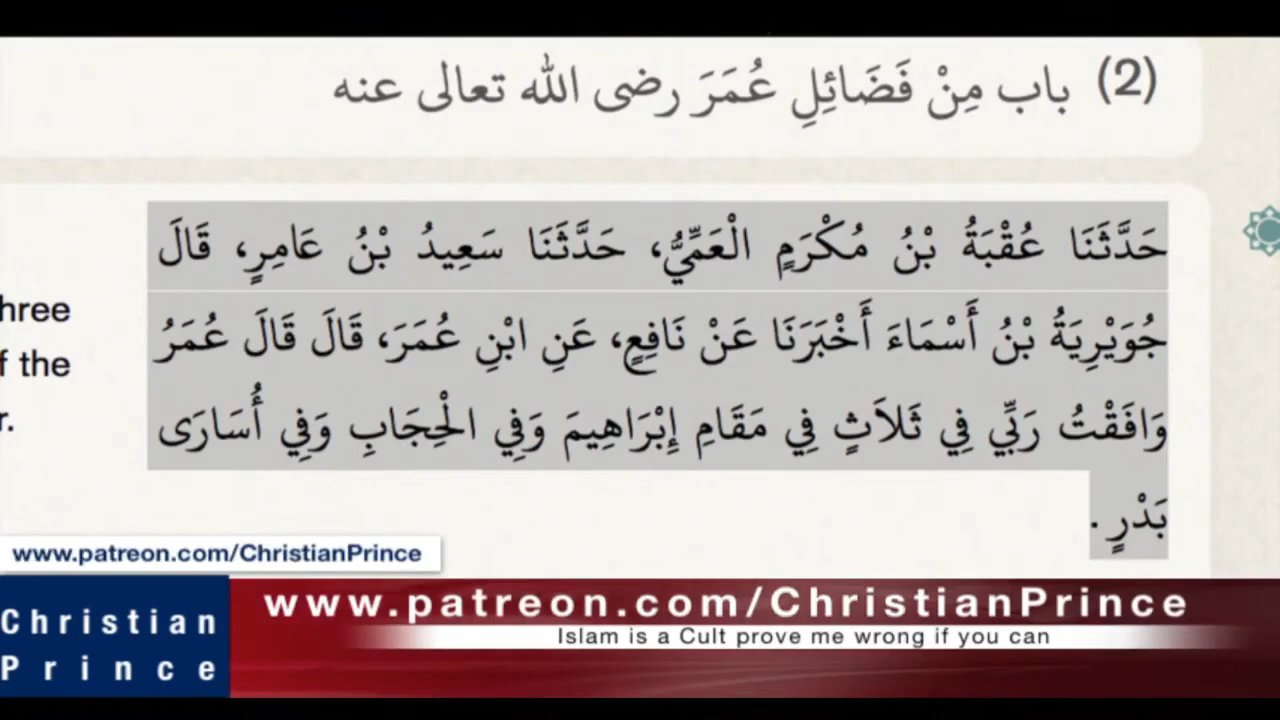 (2) باب مِنْ فَضَائِلِ عُمَرَ رضى الله تعالى عنه
حَدَّثَنَا عُقْبَةُ بْنُ مُكْرَمٍ الْعَمِّيُّ، حَدَّثَنَا سَعِيدُ بْنُ عَامِرٍ، قَالَ
جُوَيْرِيَةُ بْنُ أَسْمَاءَ أَخْبَرَنَا عَنْ نَافِعٍ، عَنِ ابْنِ عُمَرَ، قَالَ قَالَ عُمَرُ
وَافَقْتُ رَبِّي فِي ثَلاَثٍ فِي مَقَامِ إِبْرَاهِيمَ وَفِي الْحِجَابِ وَفِي أُسَارَى
بَدْرٍ .
hree
f the
r.
www.patreon.com/ChristianPrince
Christian
Prince
www.patreon.com/ChristianPrince
Islam is a Cult prove me wrong if you can